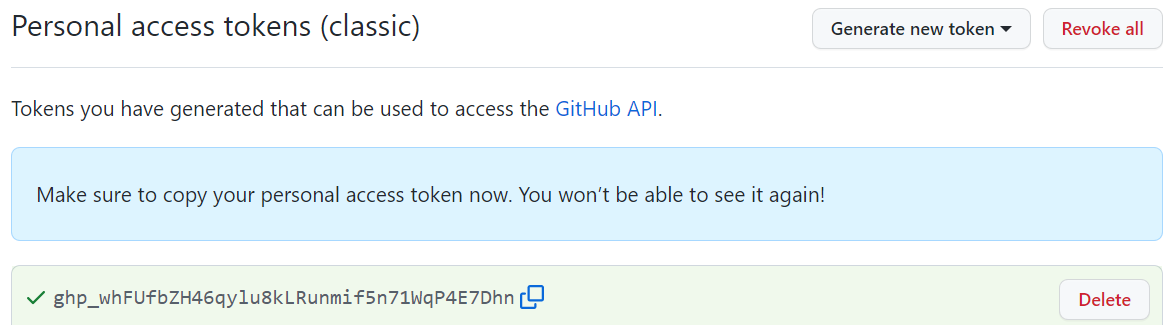 Personal access tokens (classic)
Generate new token
Revoke all
Tokens you have generated that can be used to access the GitHub API.
Make sure to copy your personal access token now. You won’t be able to see it again!
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
Delete